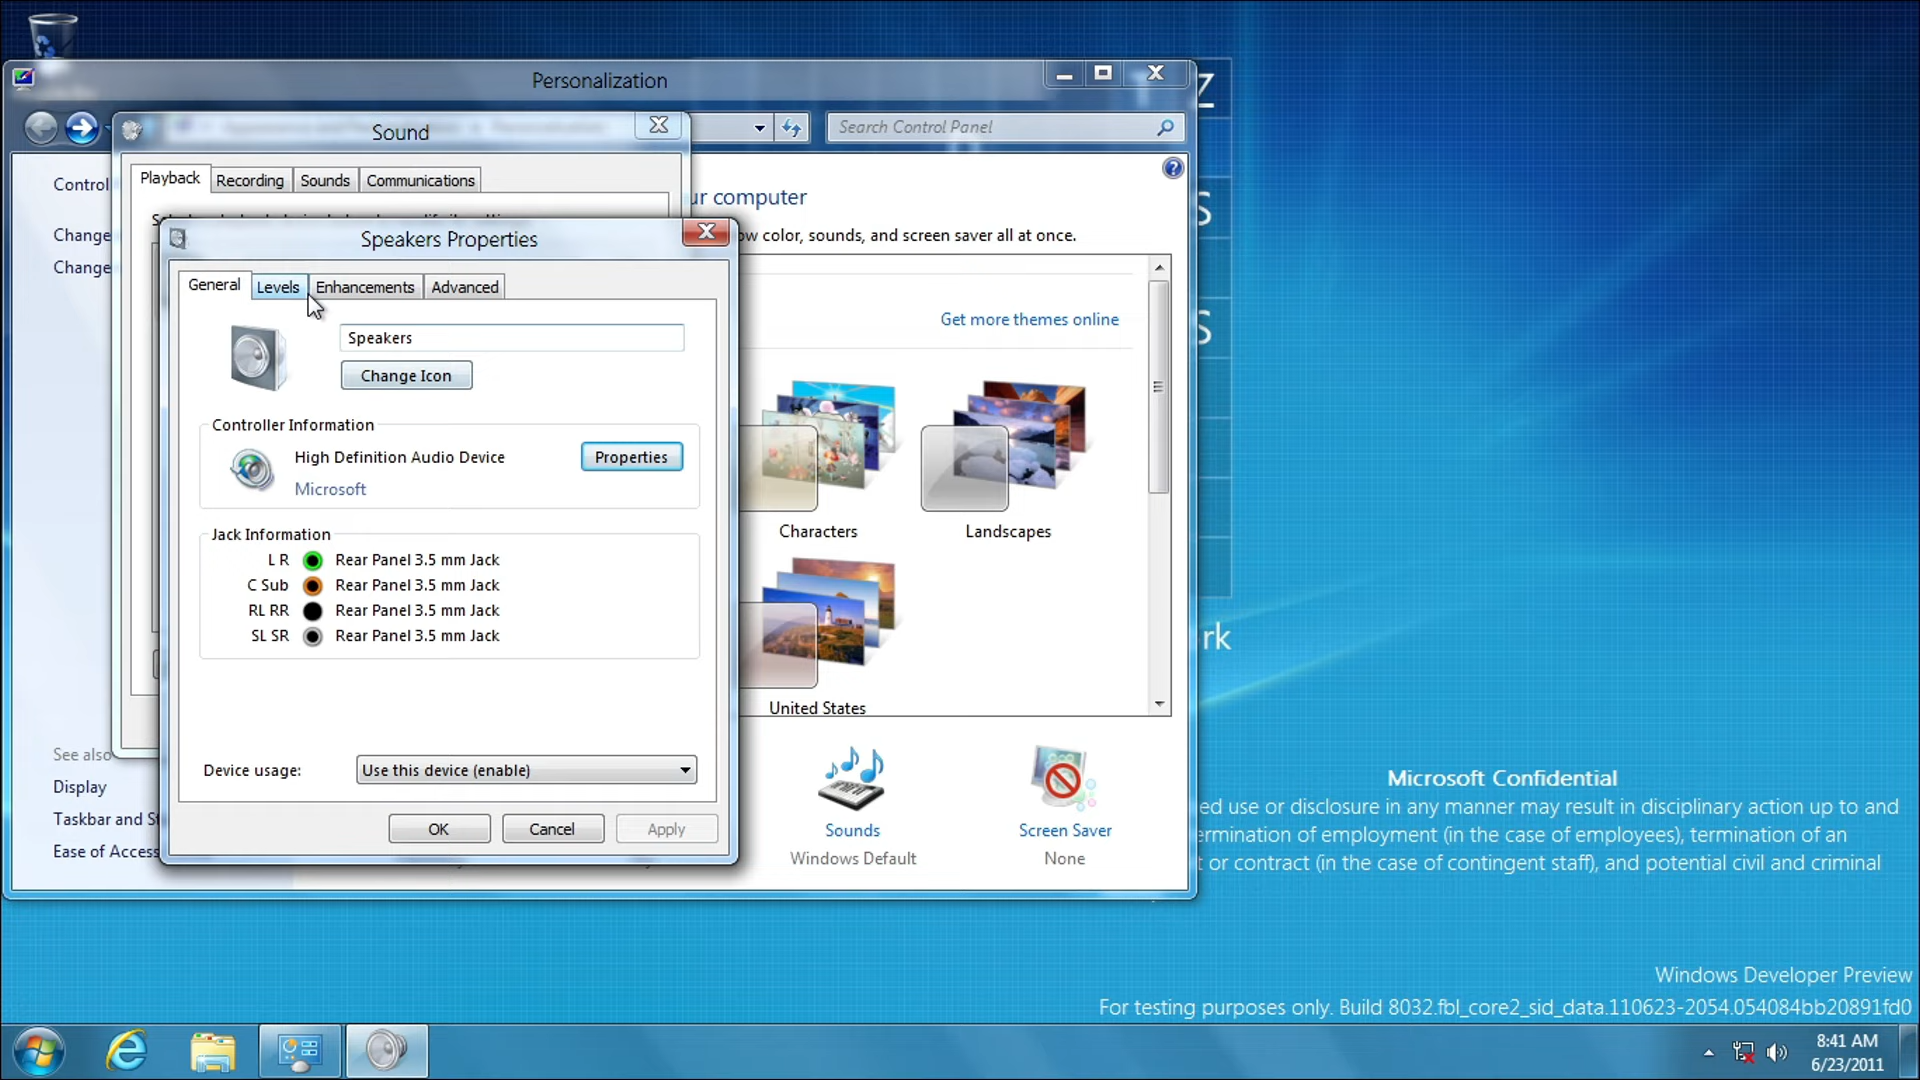 Personalization
Search Control Panel
Sound
Playback
Recording
Sounds
Communications
Control
Change
Change
ur computer
ow color, sounds, and screen saver all at once.
Speakers Properties
General
Levels
Enhancements
Advanced
Speakers
Change Icon
Controller Information
High Definition Audio Device
Properties
Microsoft
Jack Information
L R Rear Panel 3.5 mm Jack
C Sub Rear Panel 3.5 mm Jack
RL RR Rear Panel 3.5 mm Jack
SL SR Rear Panel 3.5 mm Jack
Device usage: Use this device (enable)
OK
Cancel
Apply
Get more themes online
Characters
Landscapes
United States
Sounds
Windows Default
Screen Saver
None
See also
Display
Taskbar and St
Ease of Access
Z
S
S
rk
Microsoft Confidential
ed use or disclosure in any manner may result in disciplinary action up to and
ermination of employment (in the case of employees), termination of an
t or contract (in the case of contingent staff), and potential civil and criminal
Windows Developer Preview
For testing purposes only. Build 8032.fbl_core2_sid_data.110623-2054.054084bb20891fd0
8:41 AM
6/23/2011